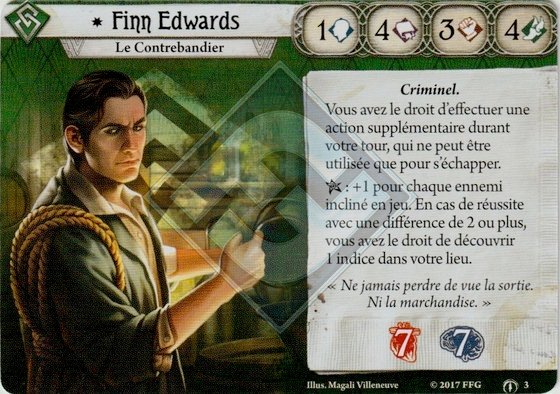 Finn Edwards
1 4 3 4
Le Contrebandier
Criminel.
Vous avez le droit d'effectuer une
action supplémentaire durant
votre tour, qui ne peut être
utilisée que pour s'échapper.
: +1 pour chaque ennemi
incliné en jeu. En cas de réussite
avec une différence de 2 ou plus,
vous avez le droit de découvrir
1 indice dans votre lieu.
« Ne jamais perdre de vue la sortie.
Ni la marchandise. »
7 7
Illus. Magali Villeneuve © 2017 FFG 3